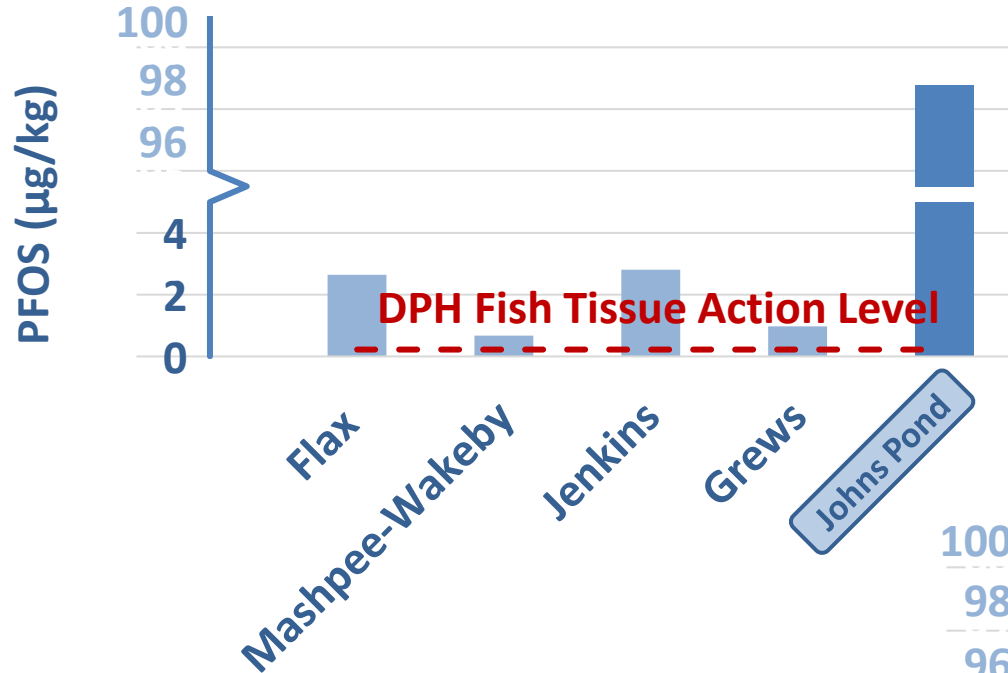 100
98
96
PFOS (µg/kg)
4
2
0
DPH Fish Tissue Action Level
Flax
Mashpee-Wakeby
Jenkins
Grews
Johns Pond
100
98
96